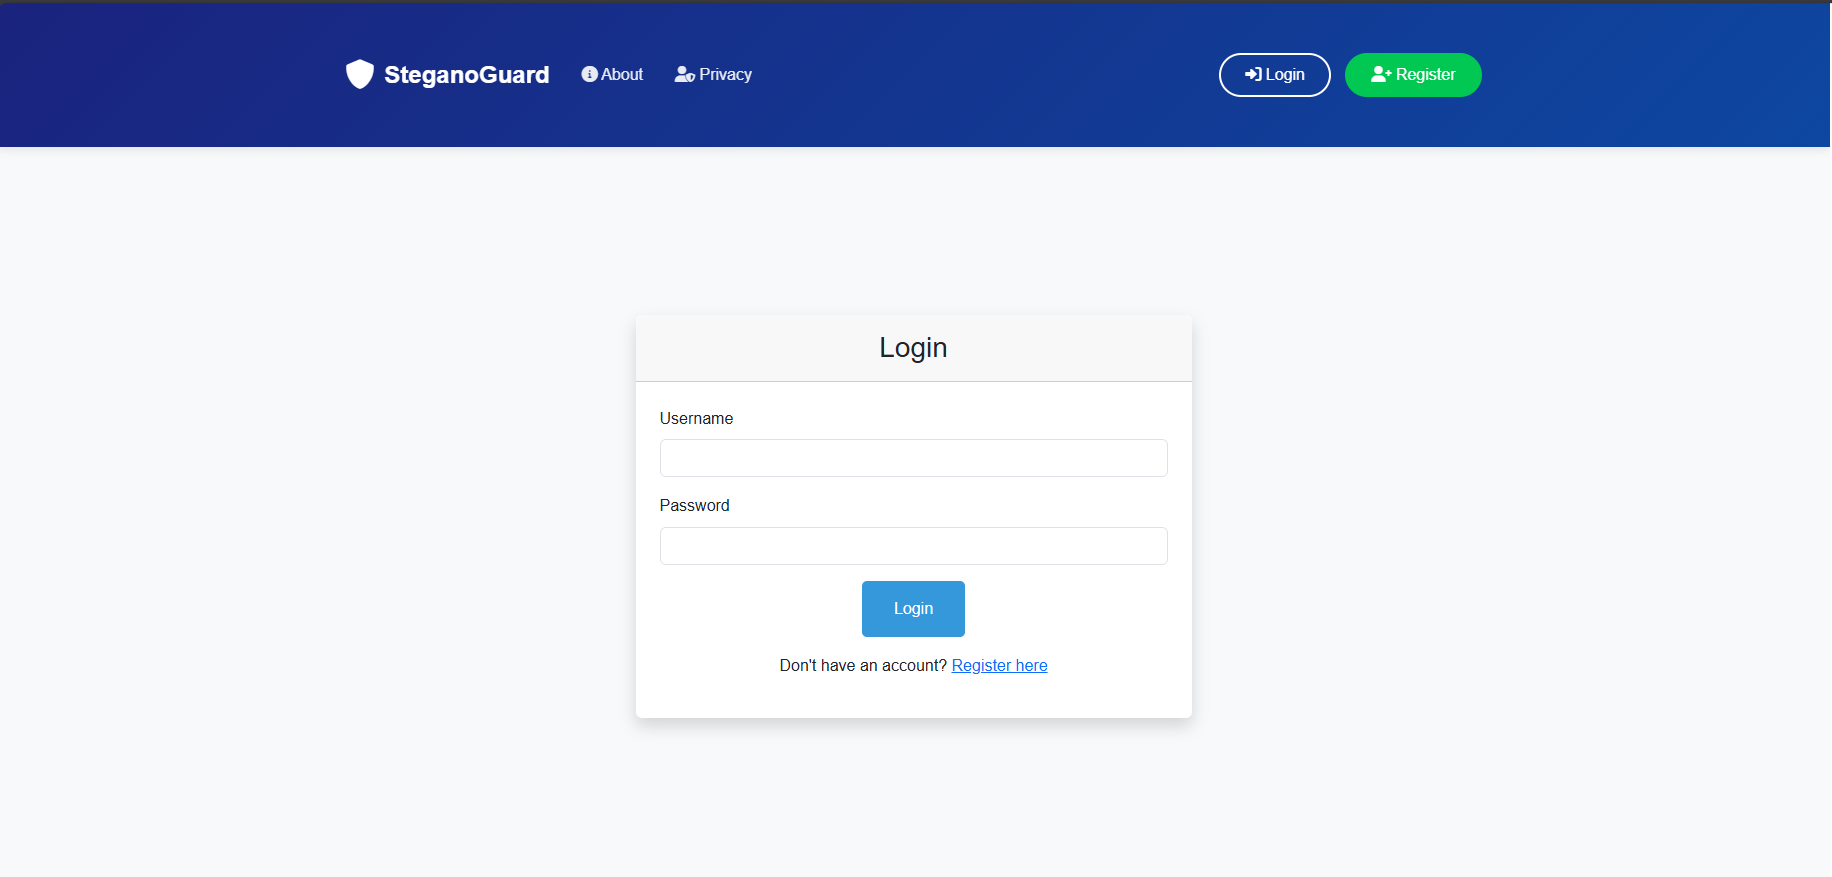 SteganoGuard About Privacy Login Register
Login
Username
Password
Login
Don't have an account? Register here